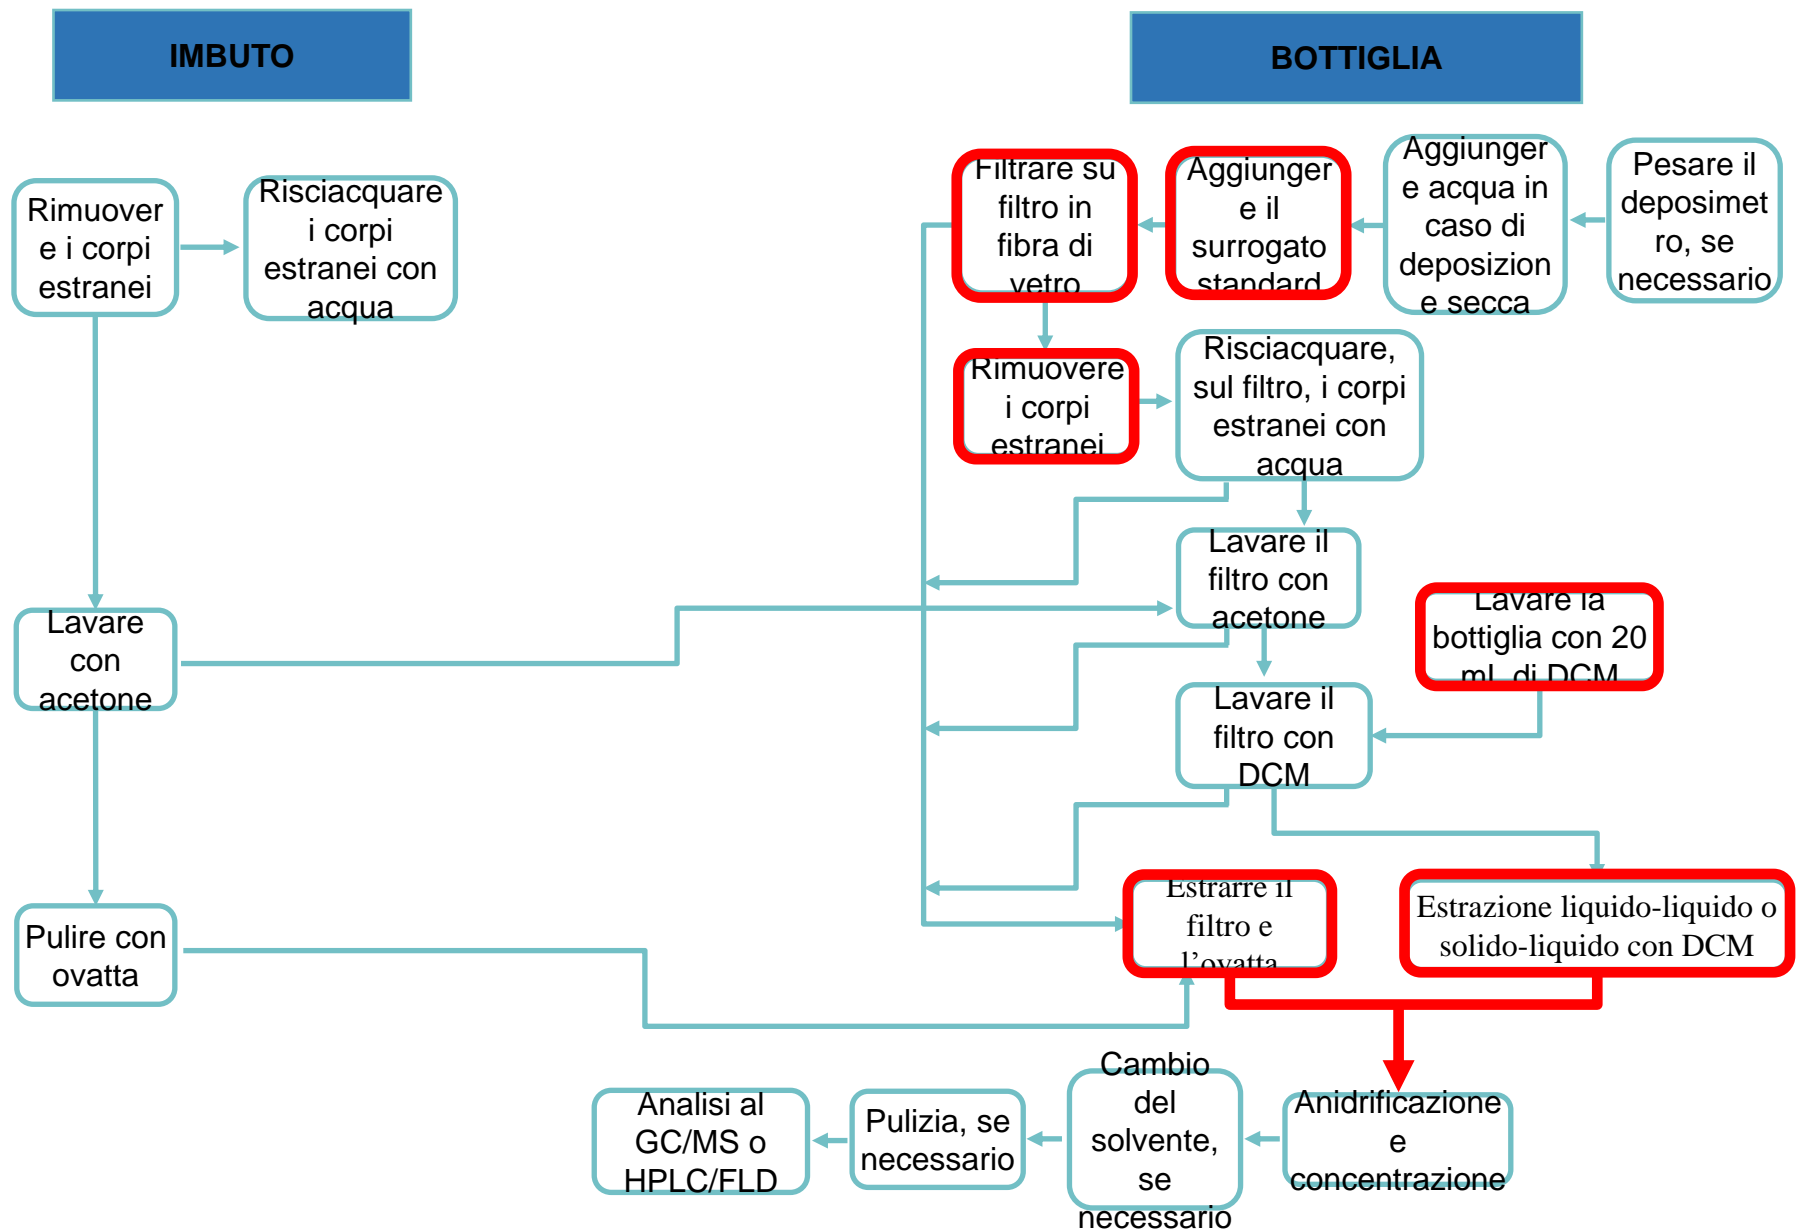 IMBUTO
BOTTIGLIA
Rimuover
e i corpi
estranei
Risciacquare
i corpi
estranei con
acqua
Filtrare su
filtro in
fibra di
vetro
Aggiunger
e il
surrogato
standard
Aggiunger
e acqua in
caso di
deposizion
e secca
Pesare il
deposimet
ro, se
necessario
Rimuovere
i corpi
estranei
Risciacquare,
sul filtro, i corpi
estranei con
acqua
Lavare il
filtro con
acetone
Lavare la
bottiglia con 20
mL di DCM
Lavare
con
acetone
Lavare il
filtro con
DCM
Pulire con
ovatta
Estrarre il
filtro e
l’ovatta
Estrazione liquido-liquido o
solido-liquido con DCM
Analisi al
GC/MS o
HPLC/FLD
Pulizia, se
necessario
Cambio
del
solvente,
se
necessario
Anidrificazione
e
concentrazione